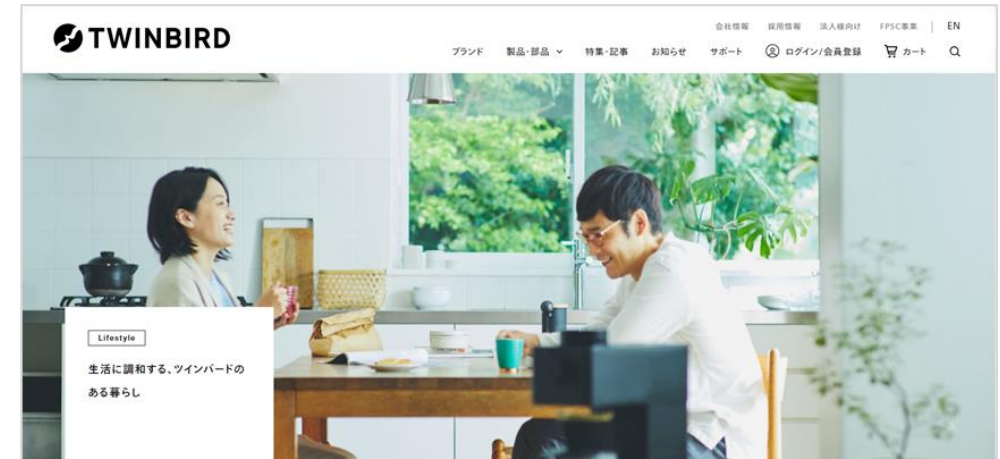 TWINBIRD
会社情報 採用情報 法人様向け FPSC事業 | EN
ブランド 製品・部品 特集・記事 お知らせ サポート ログイン/会員登録 カート
Lifestyle
生活に調和する、ツインバードの
ある暮らし